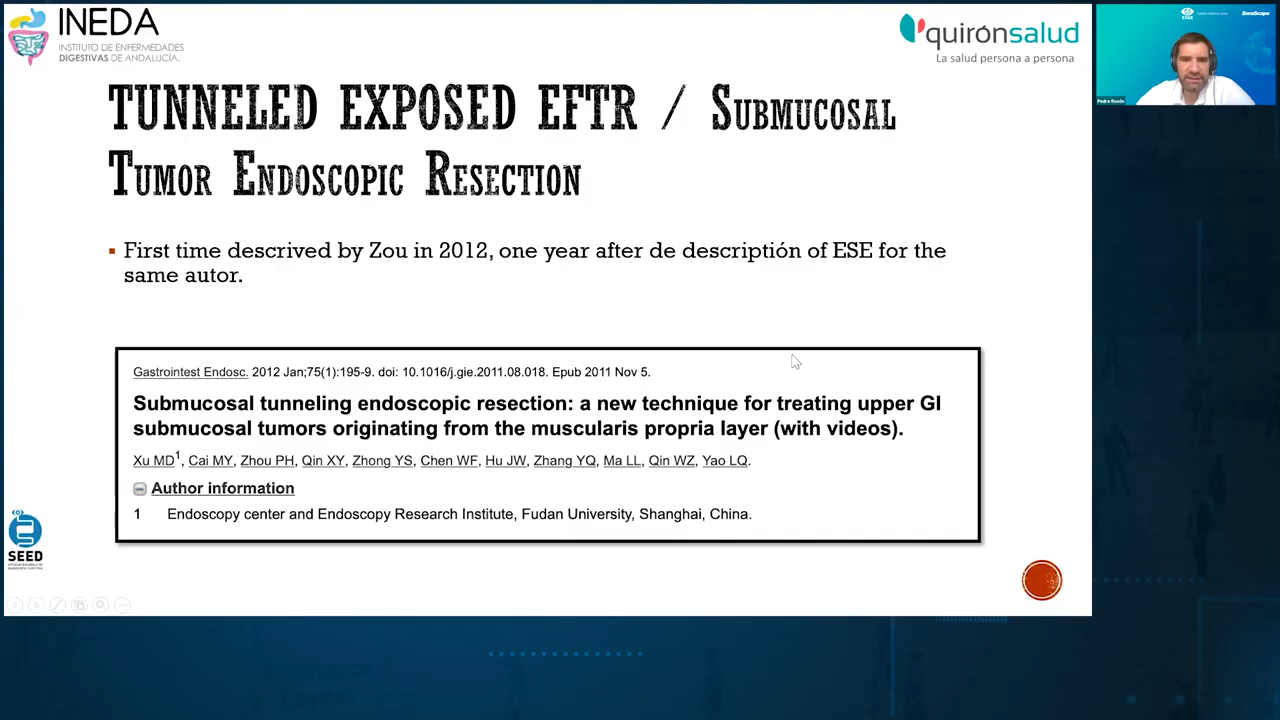 INEDA
INSTITUTO DE ENFERMEDADES
DIGESTIVAS DE ANDALUCÍA.
quirónsalud
La salud persona a persona
TUNNELED EXPOSED EFTR / SUBMUCOSAL
TUMOR ENDOSCOPIC RESECTION
First time descrived by Zou in 2012, one year after de descriptión of ESE for the
same autor.
Gastrointest Endosc. 2012 Jan;75(1):195-9. doi: 10.1016/j.gie.2011.08.018. Epub 2011 Nov 5.
Submucosal tunneling endoscopic resection: a new technique for treating upper GI
submucosal tumors originating from the muscularis propria layer (with videos).
Xu MD1, Cai MY, Zhou PH, Qin XY, Zhong YS, Chen WF, Hu JW, Zhang YQ, Ma LL, Qin WZ, Yao LQ.
Author information
1 Endoscopy center and Endoscopy Research Institute, Fudan University, Shanghai, China.
SEED
ESGE
SonoScape
Pedro Rosón